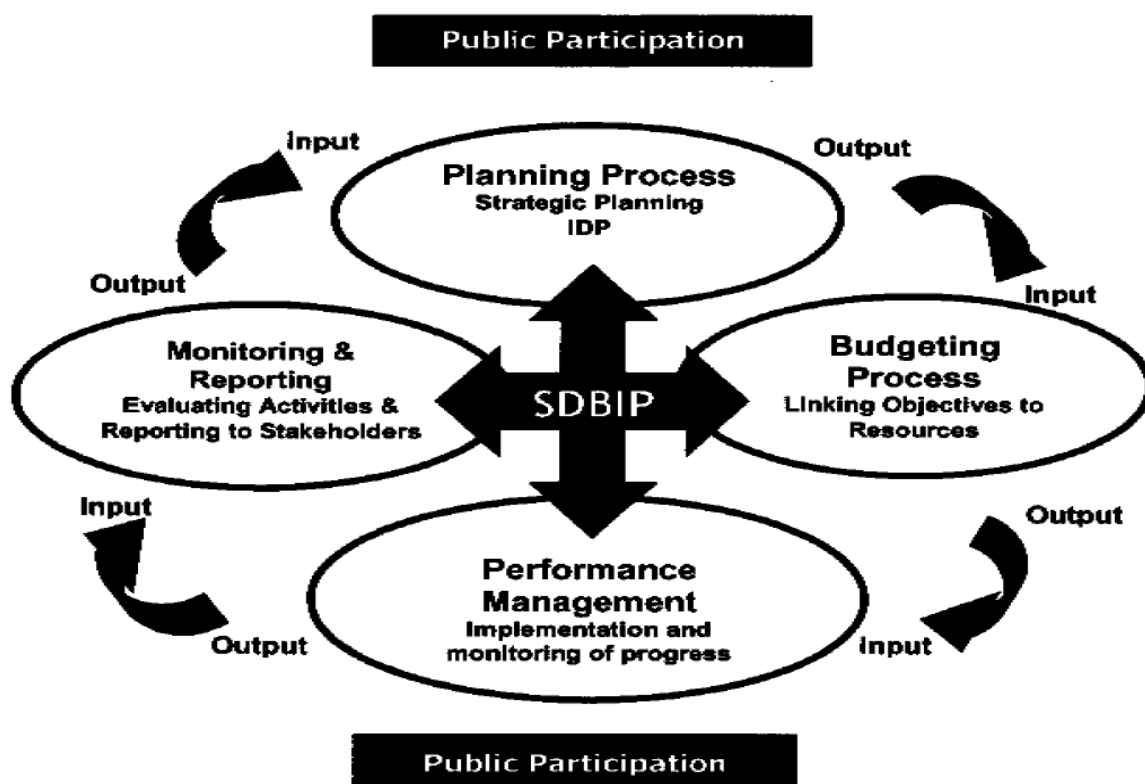 Public Participation
Input
Output
Planning Process
Strategic Planning
IDP
Output
Input
Monitoring &
Reporting
Evaluating Activities &
Reporting to Stakeholders
SDBIP
Budgeting
Process
Linking Objectives to
Resources
Input
Output
Performance
Management
Implementation and
monitoring of progress
Output
Input
Public Participation